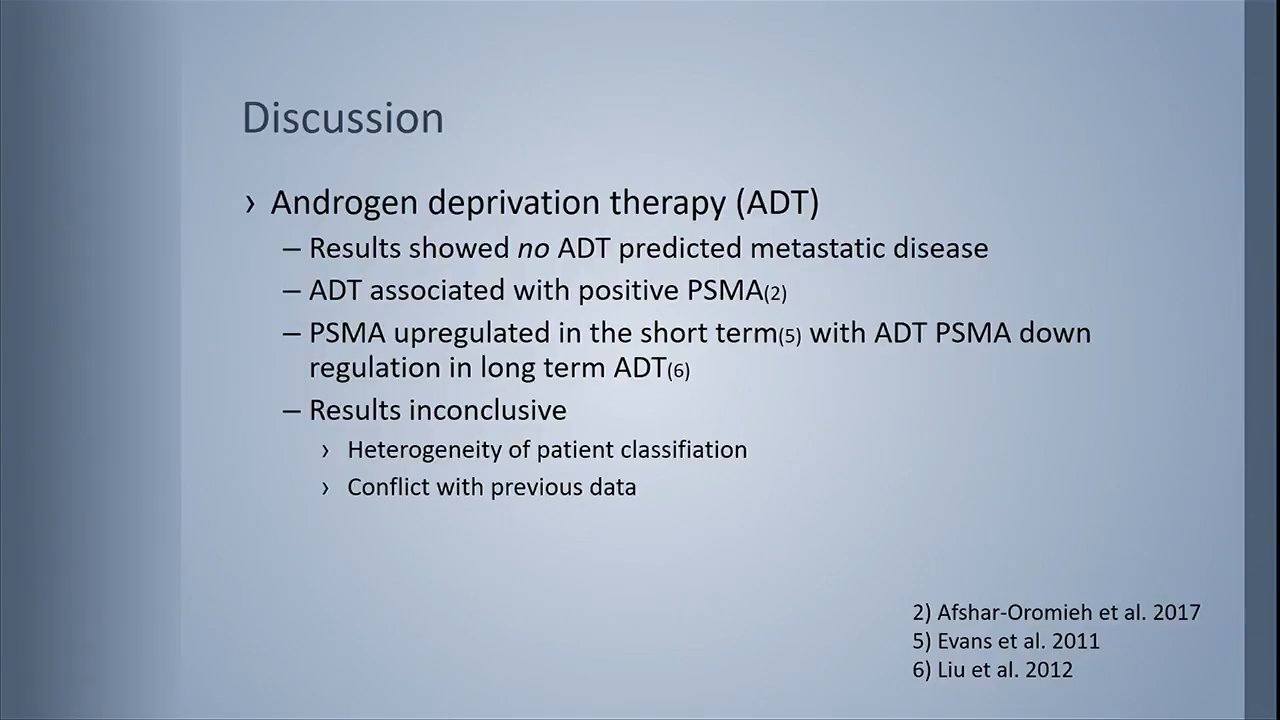 Discussion
› Androgen deprivation therapy (ADT)
– Results showed no ADT predicted metastatic disease
– ADT associated with positive PSMA(2)
– PSMA upregulated in the short term(5) with ADT PSMA down
regulation in long term ADT(6)
– Results inconclusive
› Heterogeneity of patient classifiation
› Conflict with previous data
2) Afshar-Oromieh et al. 2017
5) Evans et al. 2011
6) Liu et al. 2012